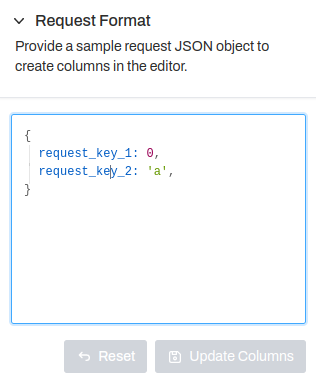 Request Format
Provide a sample request JSON object to
create columns in the editor.
{
  request_key_1: 0,
  request_key_2: 'a',
}
Reset
Update Columns